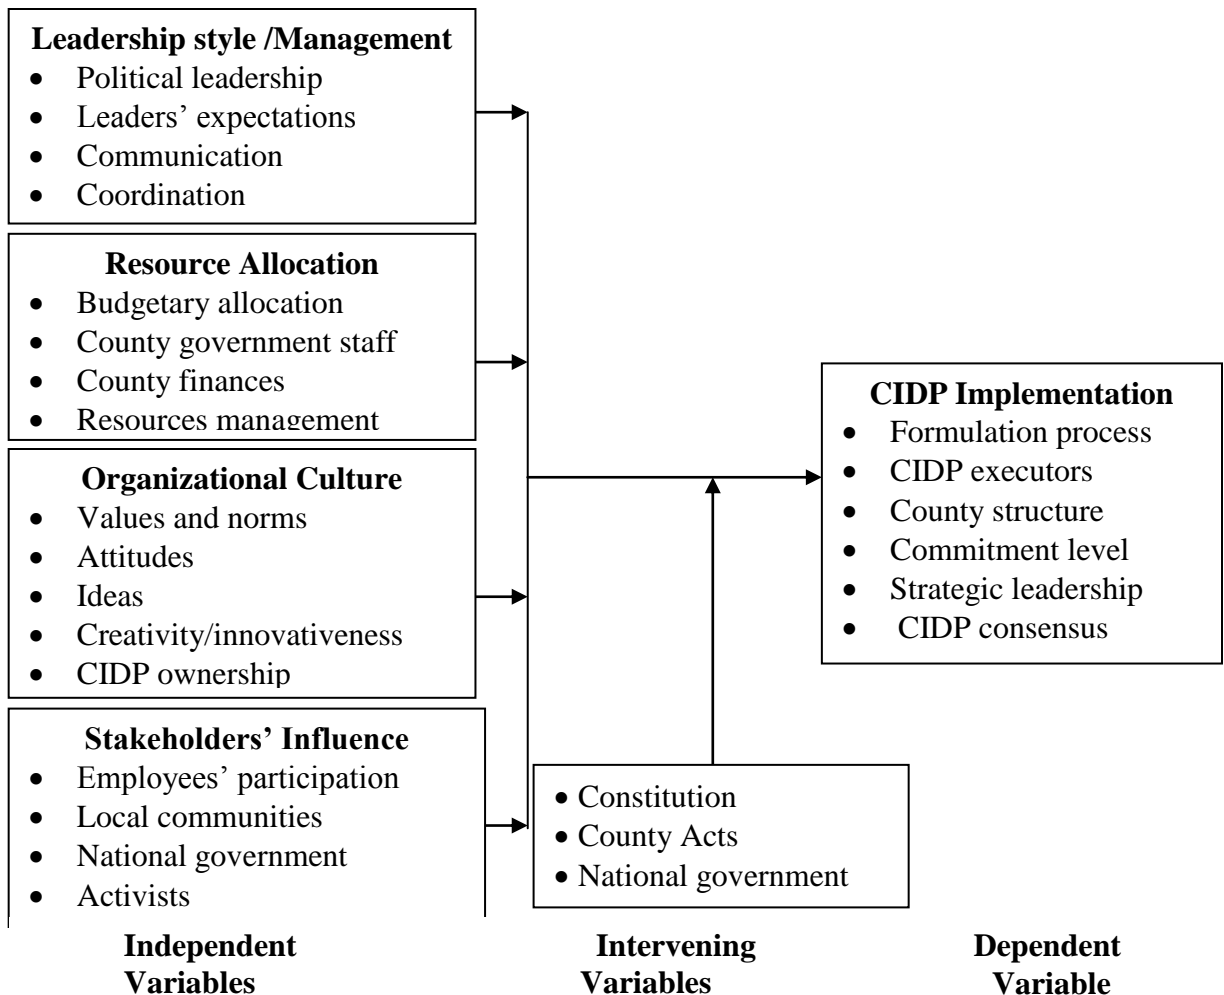 Leadership style /Management
• Political leadership
• Leaders’ expectations
• Communication
• Coordination
Resource Allocation
• Budgetary allocation
• County government staff
• County finances
• Resources management
Organizational Culture
• Values and norms
• Attitudes
• Ideas
• Creativity/innovativeness
• CIDP ownership
Stakeholders’ Influence
• Employees’ participation
• Local communities
• National government
• Activists
• Constitution
• County Acts
• National government
CIDP Implementation
• Formulation process
• CIDP executors
• County structure
• Commitment level
• Strategic leadership
• CIDP consensus
Independent
Variables
Intervening
Variables
Dependent
Variable